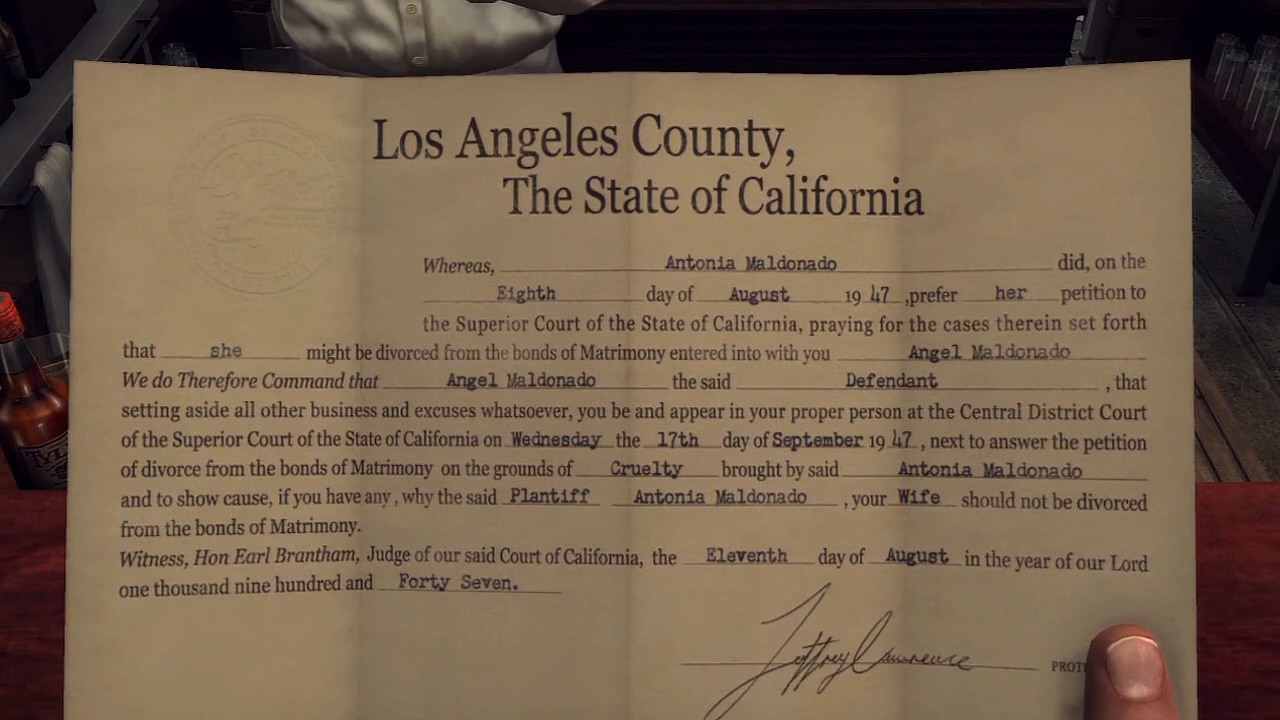 Los Angeles County,
The State of California
Whereas, Antonia Maldonado did, on the
Eighth day of August 19 47 ,prefer her petition to
the Superior Court of the State of California, praying for the cases therein set forth
that she might be divorced from the bonds of Matrimony entered into with you Angel Maldonado
We do Therefore Command that Angel Maldonado the said Defendant , that
setting aside all other business and excuses whatsoever, you be and appear in your proper person at the Central District Court
of the Superior Court of the State of California on Wednesday the 17th day of September 19 47 , next to answer the petition
of divorce from the bonds of Matrimony on the grounds of Cruelty brought by said Antonia Maldonado
and to show cause, if you have any , why the said Plantiff Antonia Maldonado , your Wife should not be divorced
from the bonds of Matrimony.
Witness, Hon Earl Brantham, Judge of our said Court of California, the Eleventh day of August in the year of our Lord
one thousand nine hundred and Forty Seven.
Jeffrey Lawrence